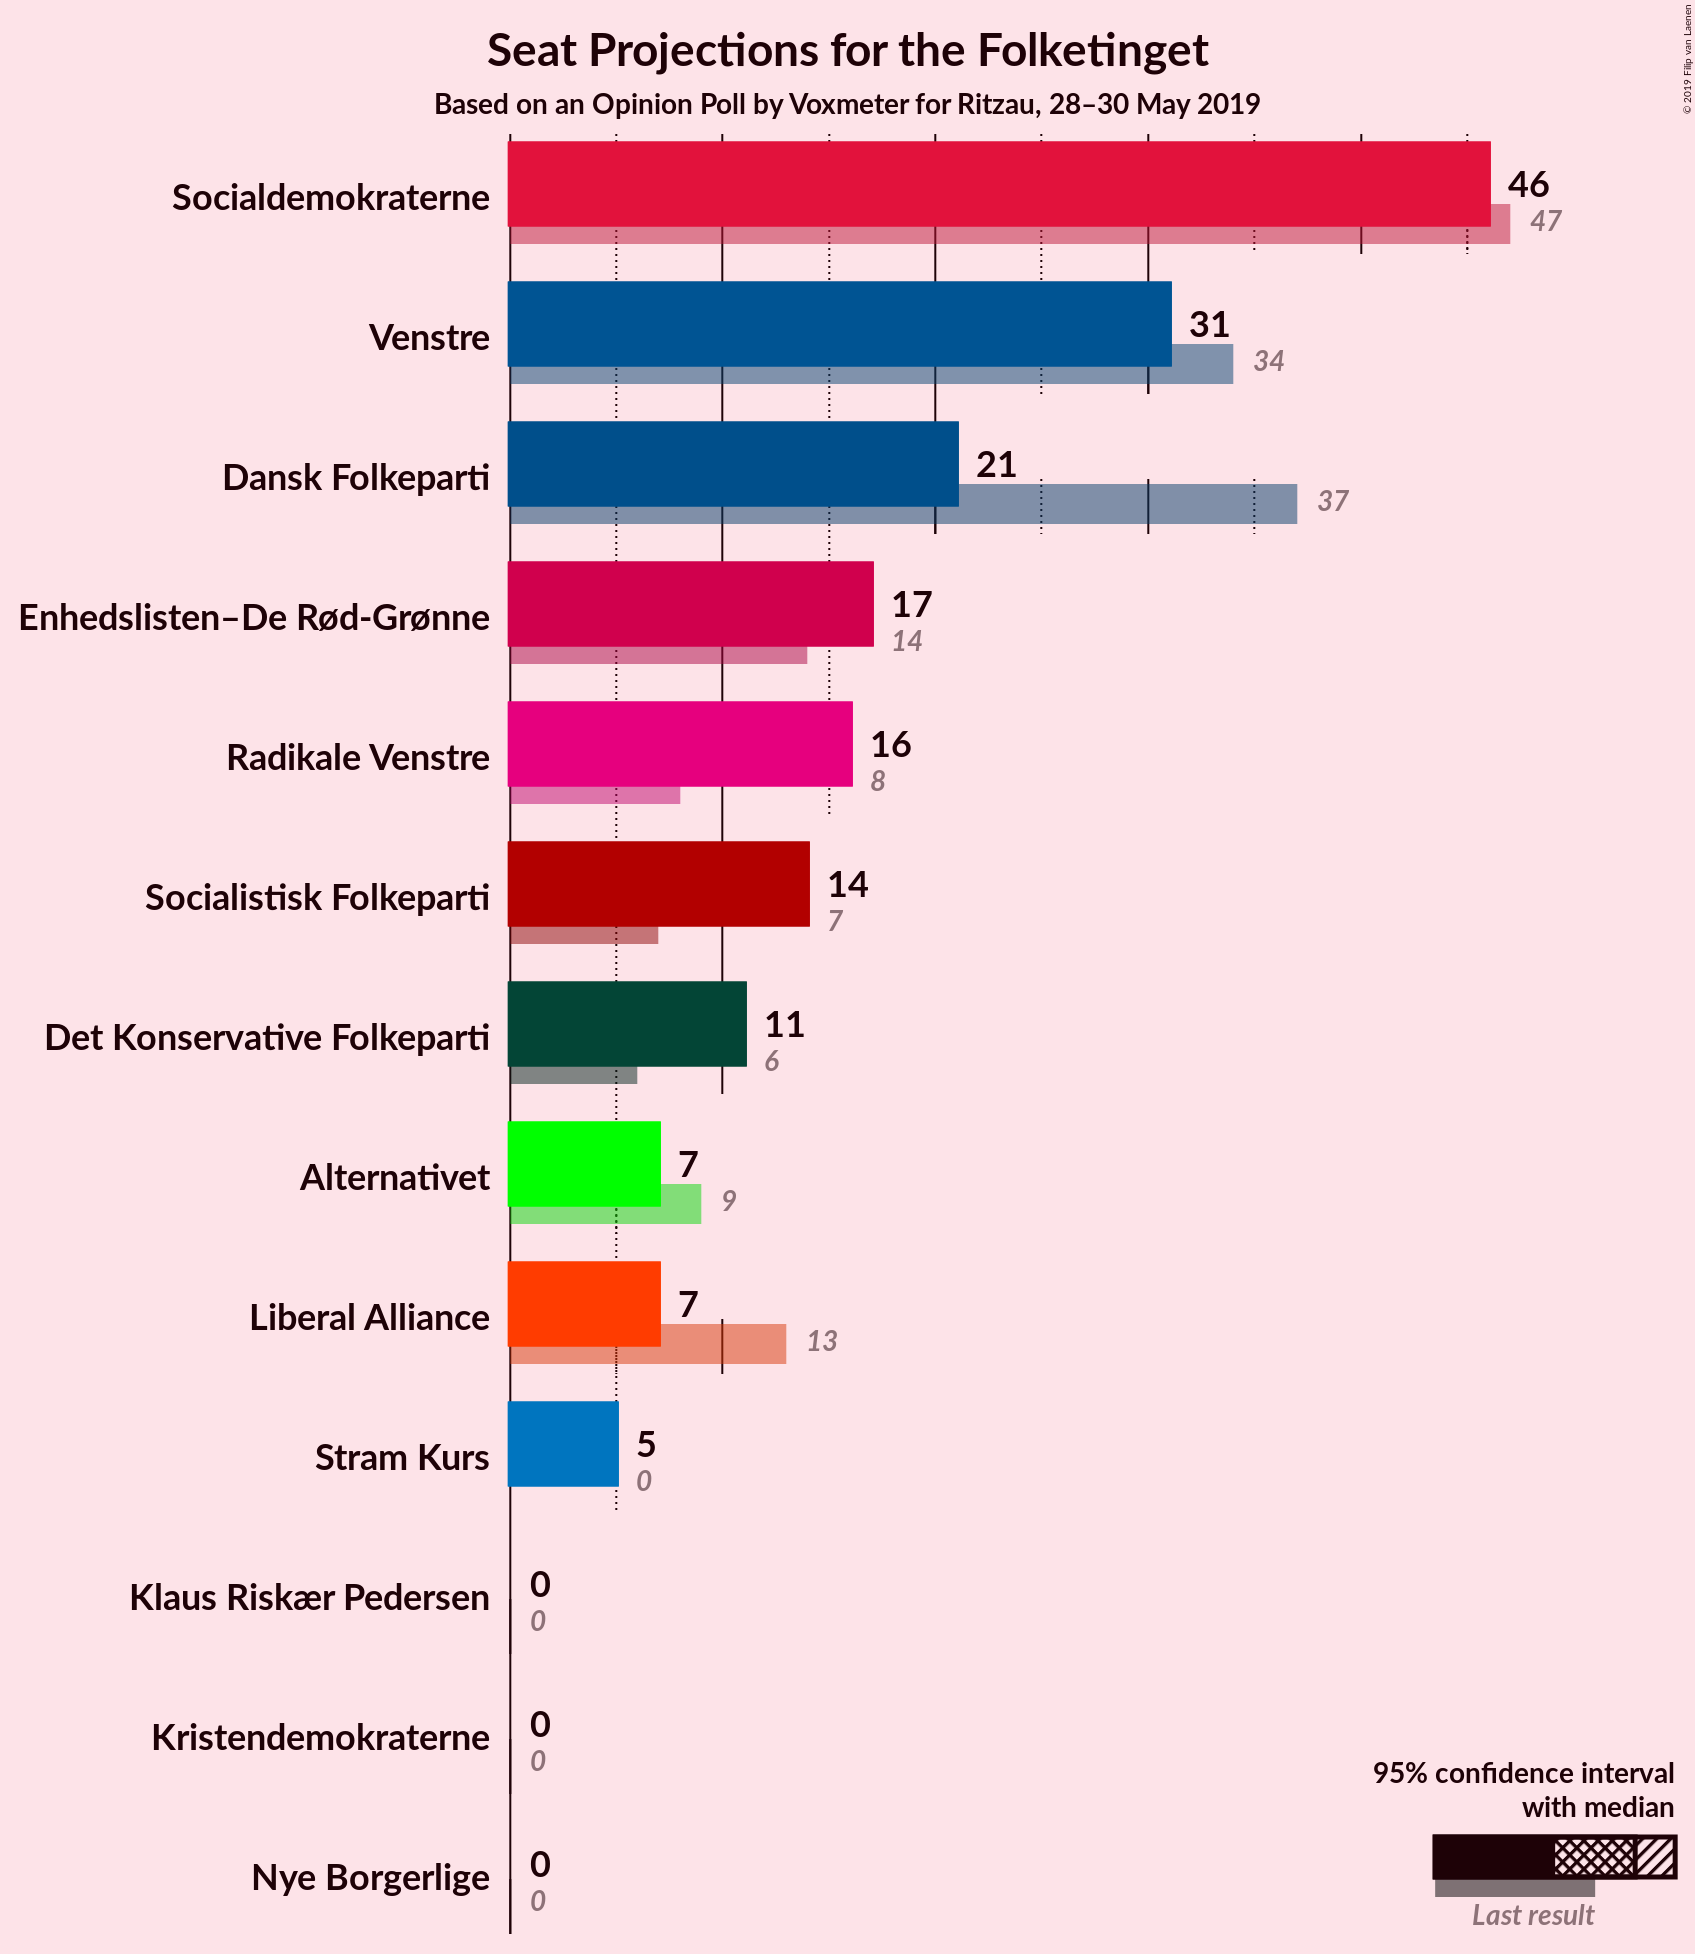 Seat Projections for the Folketinget
Based on an Opinion Poll by Voxmeter for Ritzau, 28–30 May 2019
© 2019 Filip van Laenen
Socialdemokraterne
46
47
Venstre
31
34
Dansk Folkeparti
21
37
Enhedslisten–De Rød-Grønne
17
14
Radikale Venstre
16
8
Socialistisk Folkeparti
14
7
Det Konservative Folkeparti
11
6
Alternativet
7
9
Liberal Alliance
7
13
Stram Kurs
5
0
Klaus Riskær Pedersen
0
0
Kristendemokraterne
0
0
Nye Borgerlige
0
0
95% confidence interval
with median
Last result